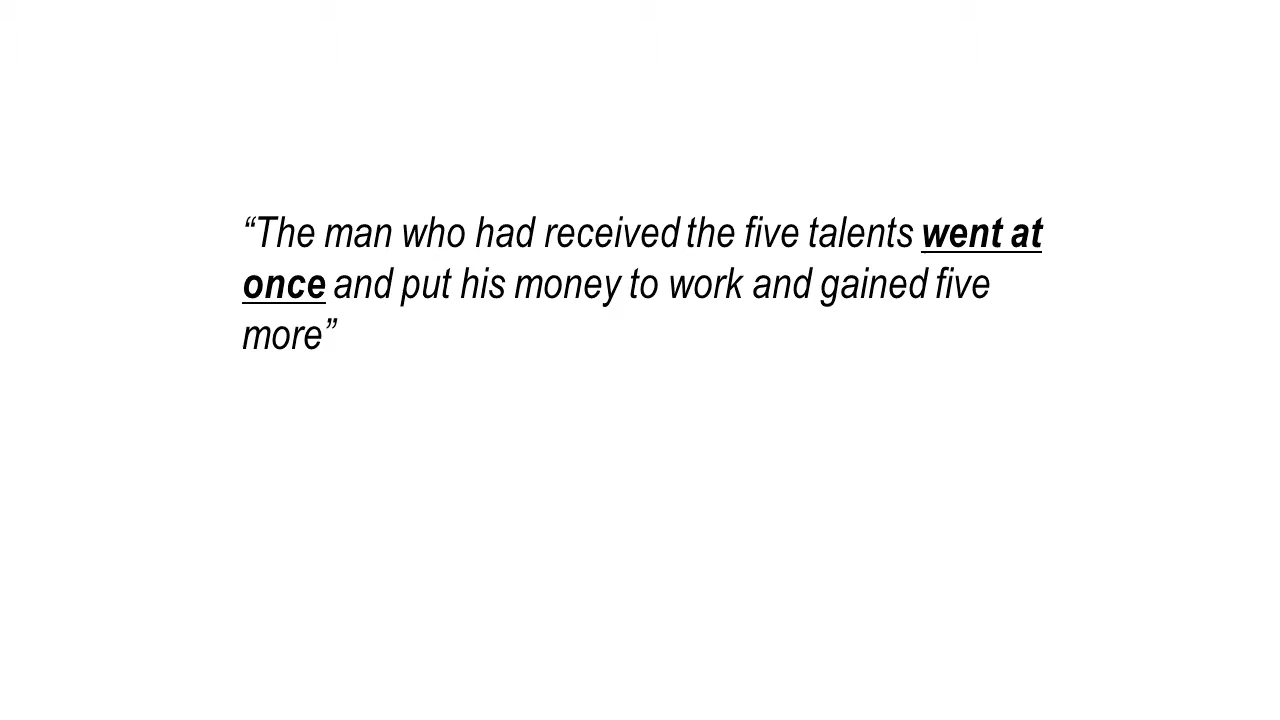 “The man who had received the five talents went at
once and put his money to work and gained five
more”